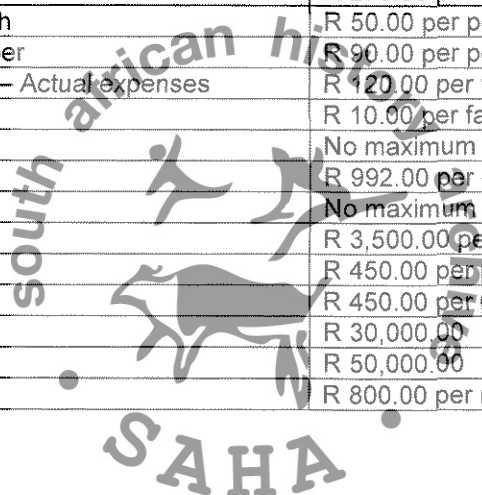 h R 50.00 per p
er R 90.00 per p
– Actual expenses R 120.00 per
R 10.00 per fa
No maximum
R 992.00 per
No maximum
R 3,500.00 pe
R 450.00 per
R 450.00 per
R 30,000.00
R 50,000.00
R 800.00 per
south african history archive
SAHA